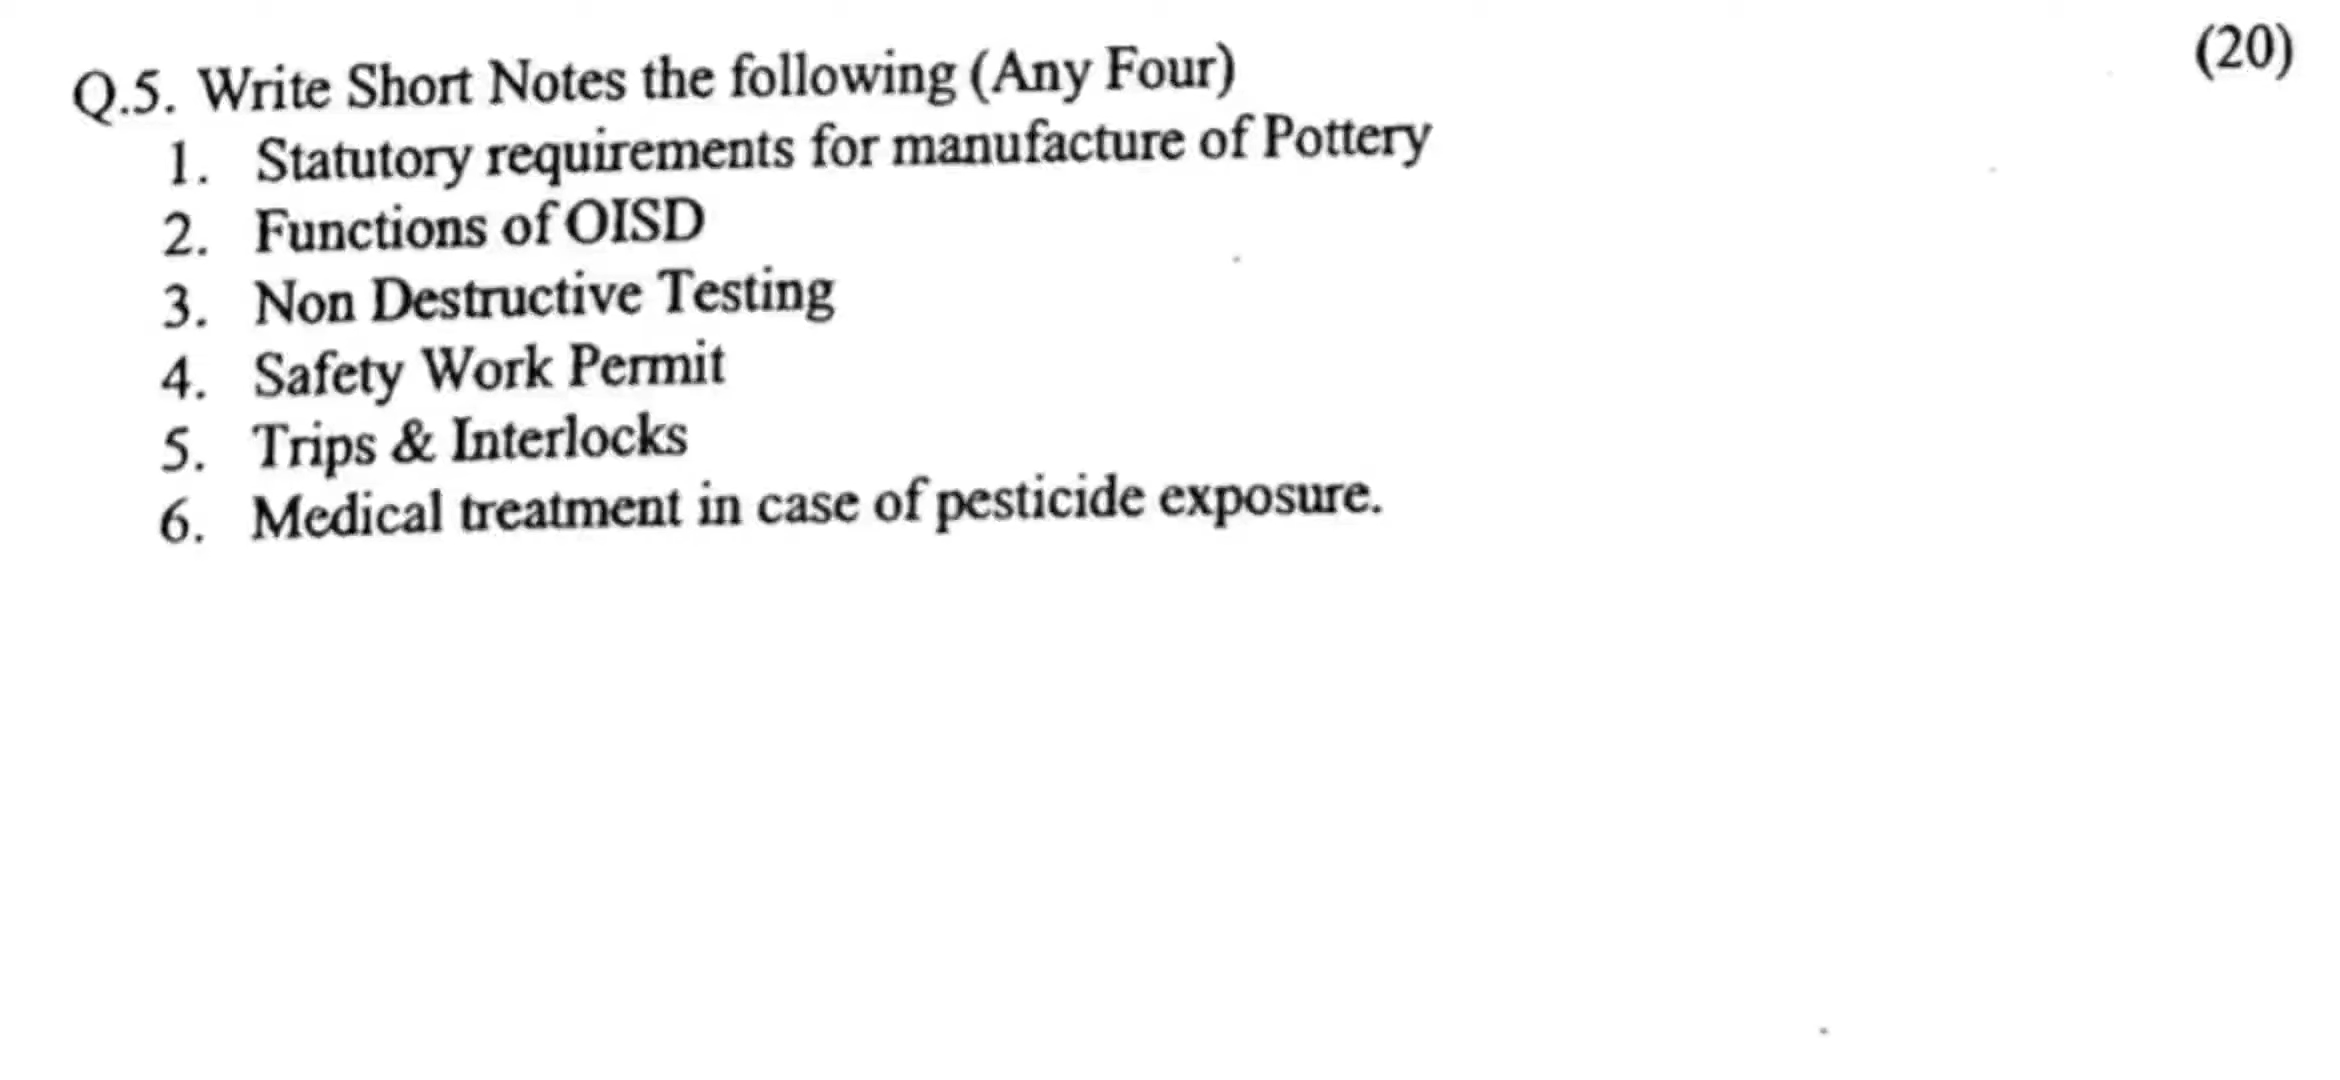 (20)
Q.5. Write Short Notes the following (Any Four)
1. Statutory requirements for manufacture of Pottery
2. Functions of OISD
3. Non Destructive Testing
4. Safety Work Permit
5. Trips & Interlocks
6. Medical treatment in case of pesticide exposure.